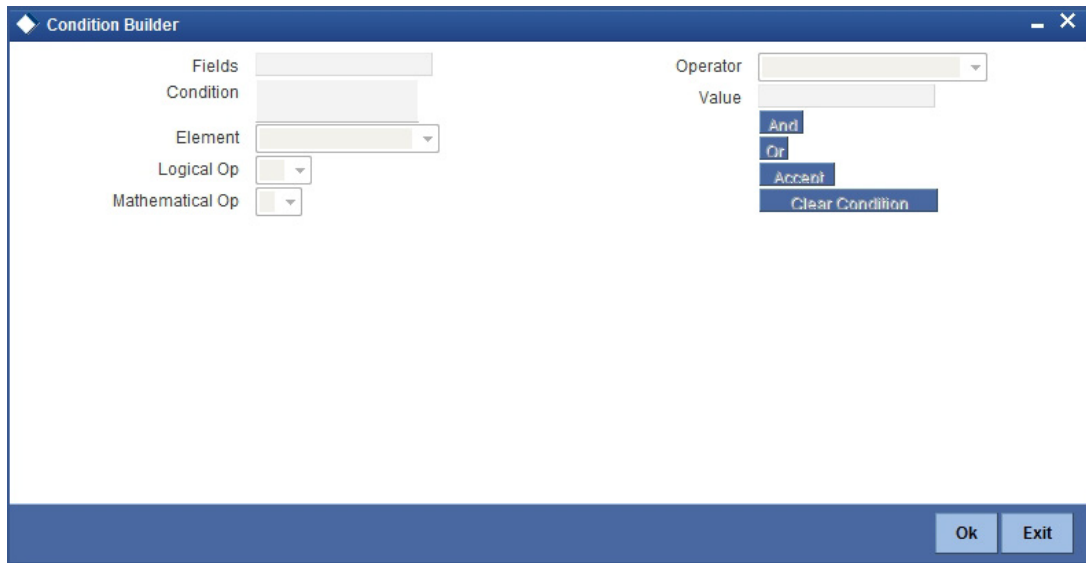 Condition Builder
Fields
Condition
Element
Logical Op
Mathematical Op
Operator
Value
And
Or
Accept
Clear Condition
Ok
Exit